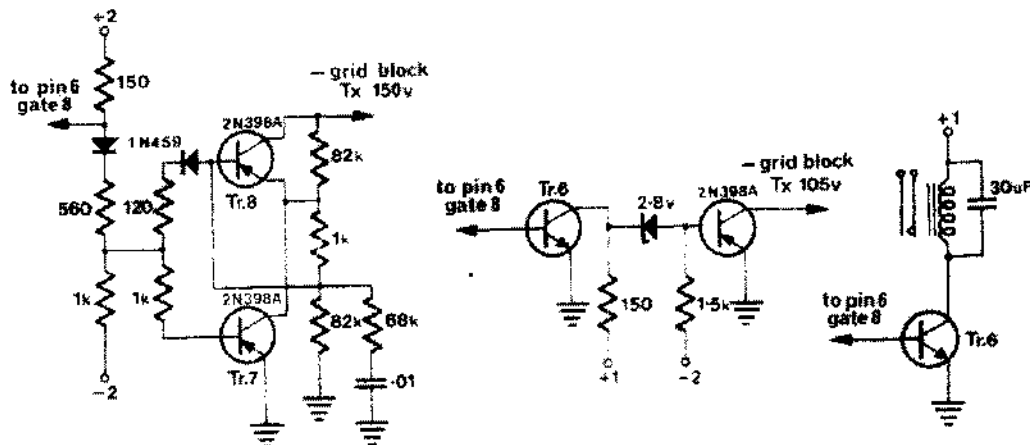 +2
150
to pin 6
gate 8
1N459
560
120
1k
1k
-2
2N398A
Tr.8
2N398A
Tr.7
– grid block
Tx 150v
82k
1k
82k
68k
.01
to pin 6
gate 8
Tr.6
2·8v
2N398A
– grid block
Tx 105v
150
1·5k
+1
-2
+1
30uF
to pin 6
gate 8
Tr.6